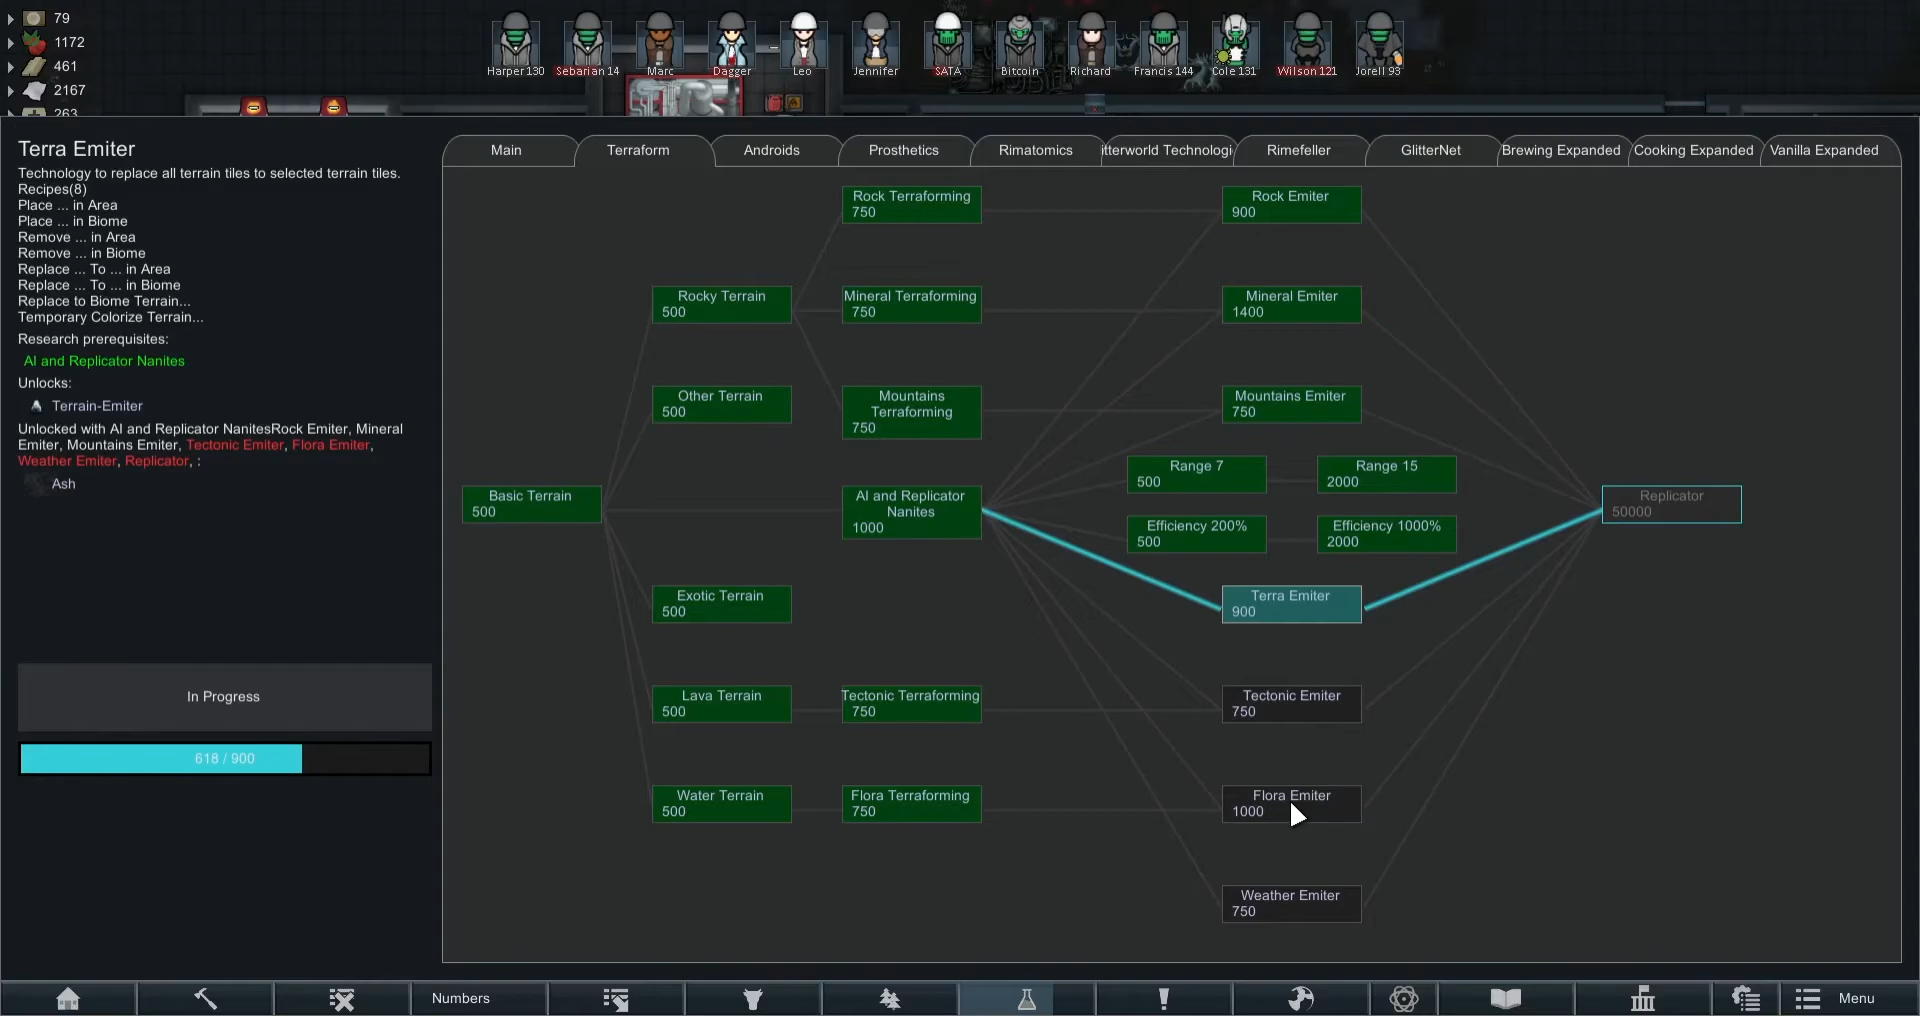 79
1172
461
2167
263
Harper 130
Sebarian 14
Marc
Dagger
Leo
Jennifer
SATA
Bitcoin
Richard
Francis 144
Cole 131
Wilson 121
Jorell 93
Terra Emiter
Technology to replace all terrain tiles to selected terrain tiles.
Recipes(8)
Place ... in Area
Place ... in Biome
Remove ... in Area
Remove ... in Biome
Replace ... To ... in Area
Replace ... To ... in Biome
Replace to Biome Terrain...
Temporary Colorize Terrain...
Research prerequisites:
AI and Replicator Nanites
Unlocks:
Terrain-Emiter
Unlocked with AI and Replicator NanitesRock Emiter, Mineral
Emiter, Mountains Emiter, Tectonic Emiter, Flora Emiter,
Weather Emiter, Replicator, :
Ash
In Progress
618 / 900
Main
Terraform
Androids
Prosthetics
Rimatomics
itterworld Technologi
Rimefeller
GlitterNet
Brewing Expanded
Cooking Expanded
Vanilla Expanded
Rock Terraforming
750
Rock Emiter
900
Rocky Terrain
500
Mineral Terraforming
750
Mineral Emiter
1400
Other Terrain
500
Mountains
Terraforming
750
Mountains Emiter
750
Range 7
500
Range 15
2000
Basic Terrain
500
AI and Replicator
Nanites
1000
Replicator
50000
Efficiency 200%
500
Efficiency 1000%
2000
Exotic Terrain
500
Terra Emiter
900
Lava Terrain
500
Tectonic Terraforming
750
Tectonic Emiter
750
Water Terrain
500
Flora Terraforming
750
Flora Emiter
1000
Weather Emiter
750
Numbers
Menu